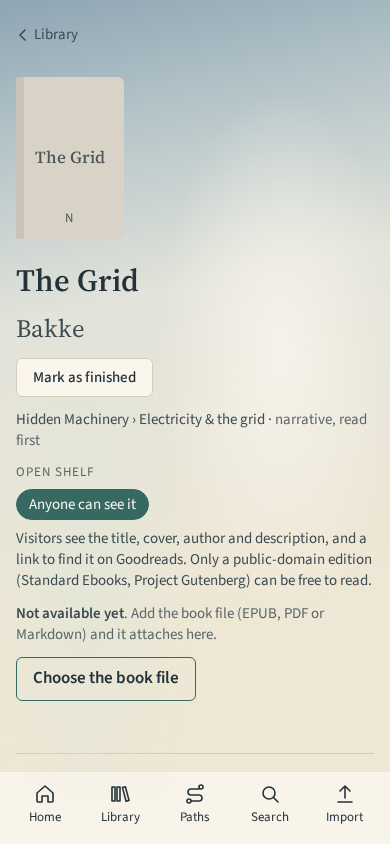 Library
The Grid
N
The Grid
Bakke
Mark as finished
Hidden Machinery › Electricity & the grid · narrative, read
first
OPEN SHELF
Anyone can see it
Visitors see the title, cover, author and description, and a
link to find it on Goodreads. Only a public-domain edition
(Standard Ebooks, Project Gutenberg) can be free to read.
Not available yet. Add the book file (EPUB, PDF or
Markdown) and it attaches here.
Choose the book file
Home Library Paths Search Import